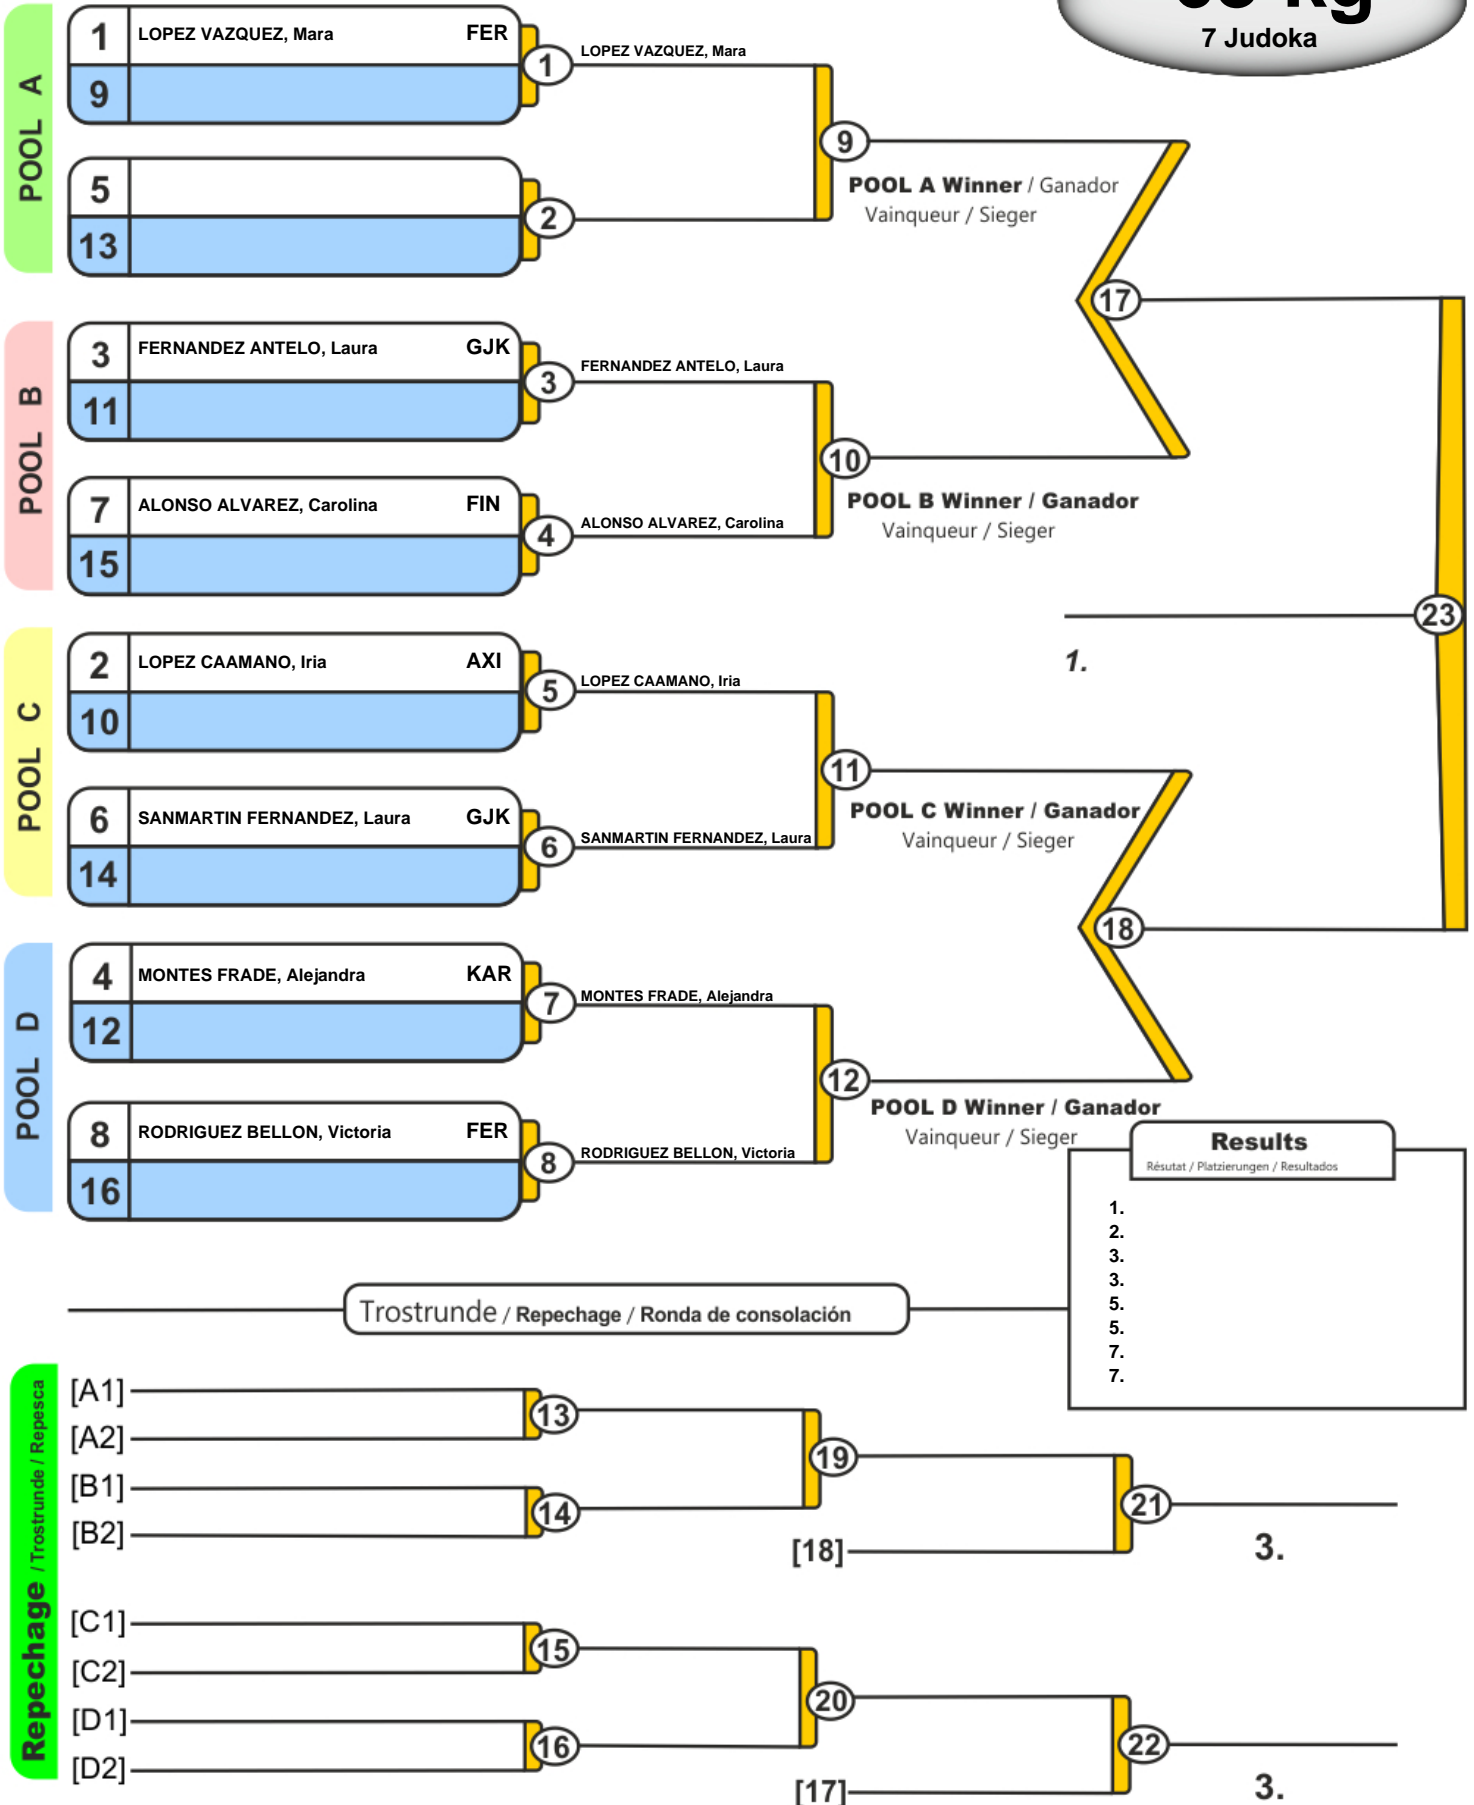 7 Judoka
POOL A
1 LOPEZ VAZQUEZ, Mara FER
9
1
LOPEZ VAZQUEZ, Mara
5
13
2
9
POOL A Winner / Ganador
Vainqueur / Sieger
17
POOL B
3 FERNANDEZ ANTELO, Laura GJK
11
3
FERNANDEZ ANTELO, Laura
7 ALONSO ALVAREZ, Carolina FIN
15
4
ALONSO ALVAREZ, Carolina
10
POOL B Winner / Ganador
Vainqueur / Sieger
23
1.
POOL C
2 LOPEZ CAAMANO, Iria AXI
10
5
LOPEZ CAAMANO, Iria
6 SANMARTIN FERNANDEZ, Laura GJK
14
6
SANMARTIN FERNANDEZ, Laura
11
POOL C Winner / Ganador
Vainqueur / Sieger
18
POOL D
4 MONTES FRADE, Alejandra KAR
12
7
MONTES FRADE, Alejandra
8 RODRIGUEZ BELLON, Victoria FER
16
8
RODRIGUEZ BELLON, Victoria
12
POOL D Winner / Ganador
Vainqueur / Sieger
Results
Résutat / Platzierungen / Resultados
1.
2.
3.
3.
5.
5.
7.
7.
Trostrunde / Repechage / Ronda de consolación
Repechage / Trostrunde / Repesca
[A1]
[A2]
13
[B1]
[B2]
14
19
[18]
21
3.
[C1]
[C2]
15
[D1]
[D2]
16
20
[17]
22
3.